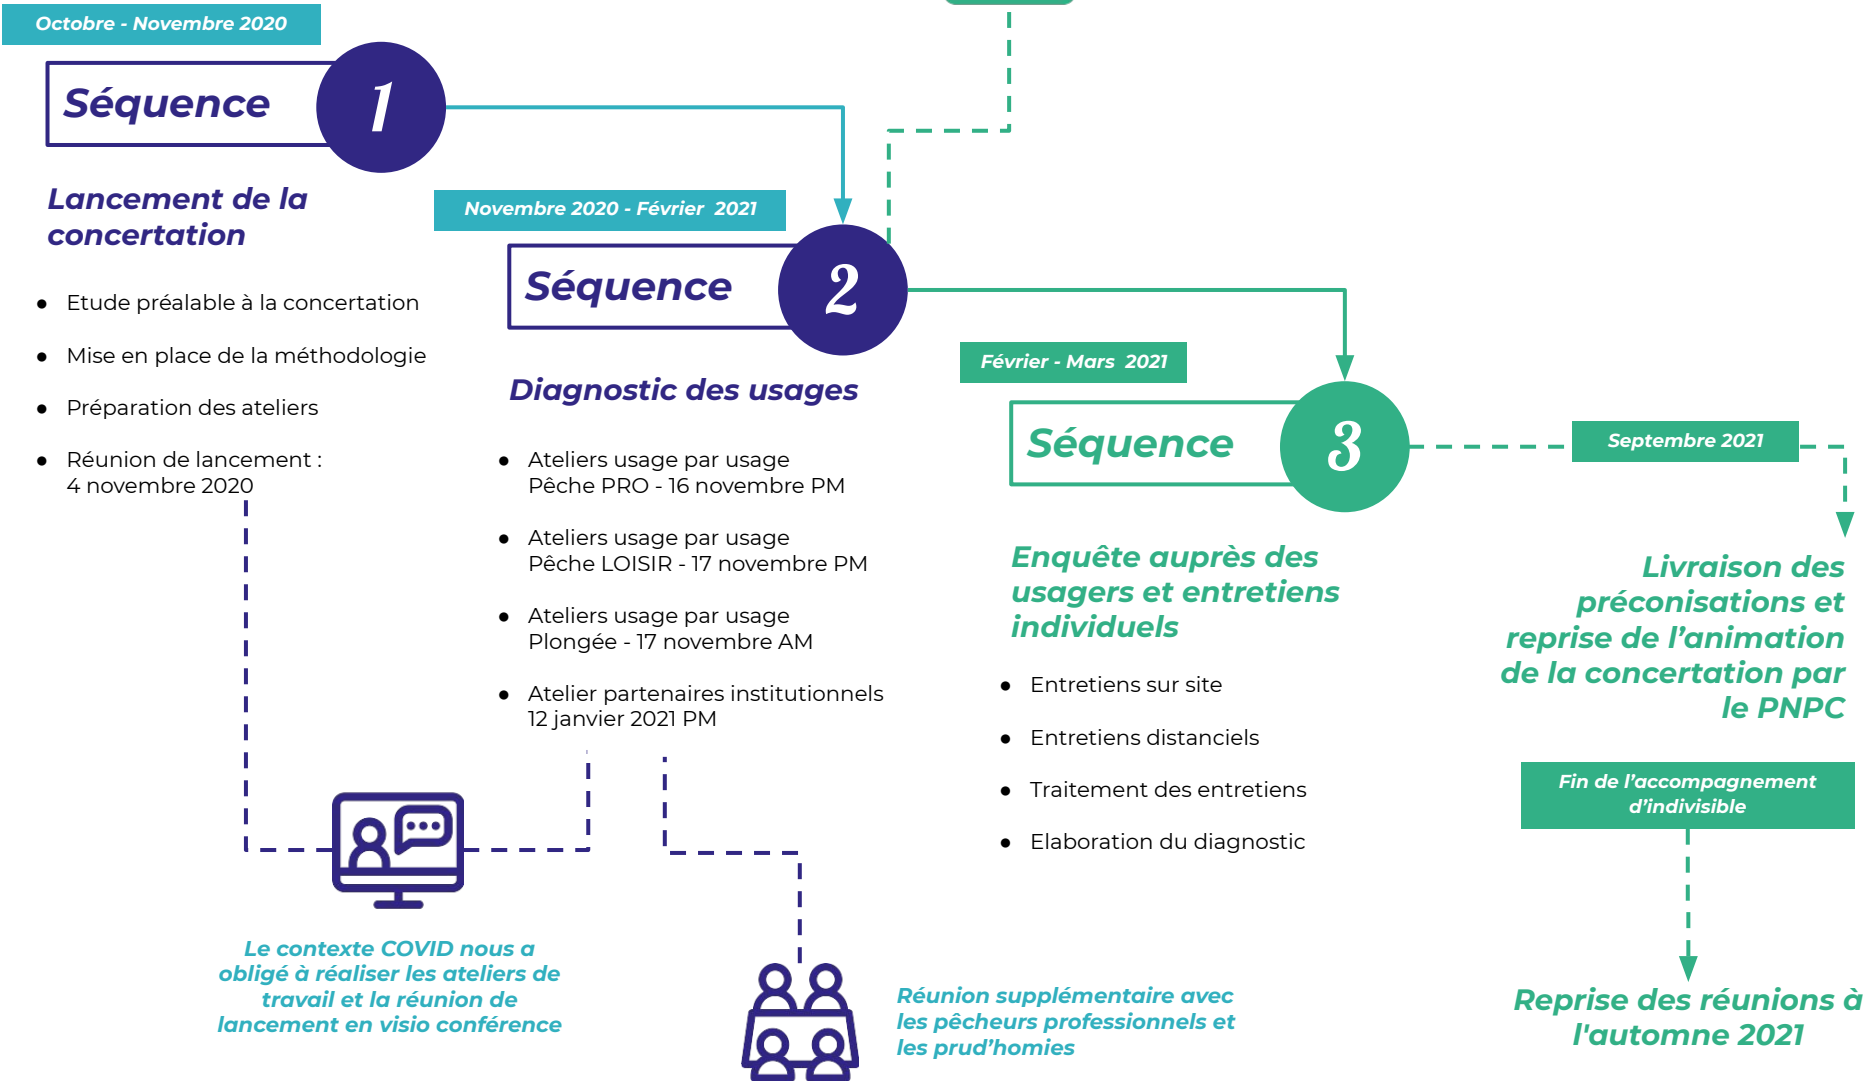 Octobre - Novembre 2020
Séquence
1
Lancement de la
concertation
● Etude préalable à la concertation
● Mise en place de la méthodologie
● Préparation des ateliers
● Réunion de lancement :
4 novembre 2020
Novembre 2020 - Février 2021
Séquence
2
Diagnostic des usages
● Ateliers usage par usage
Pêche PRO - 16 novembre PM
● Ateliers usage par usage
Pêche LOISIR - 17 novembre PM
● Ateliers usage par usage
Plongée - 17 novembre AM
● Atelier partenaires institutionnels
12 janvier 2021 PM
Le contexte COVID nous a
obligé à réaliser les ateliers de
travail et la réunion de
lancement en visio conférence
Réunion supplémentaire avec
les pêcheurs professionnels et
les prud’homies
Février - Mars 2021
Séquence
3
Enquête auprès des
usagers et entretiens
individuels
● Entretiens sur site
● Entretiens distanciels
● Traitement des entretiens
● Elaboration du diagnostic
Septembre 2021
Livraison des
préconisations et
reprise de l’animation
de la concertation par
le PNPC
Fin de l’accompagnement
d’indivisible
Reprise des réunions à
l'automne 2021